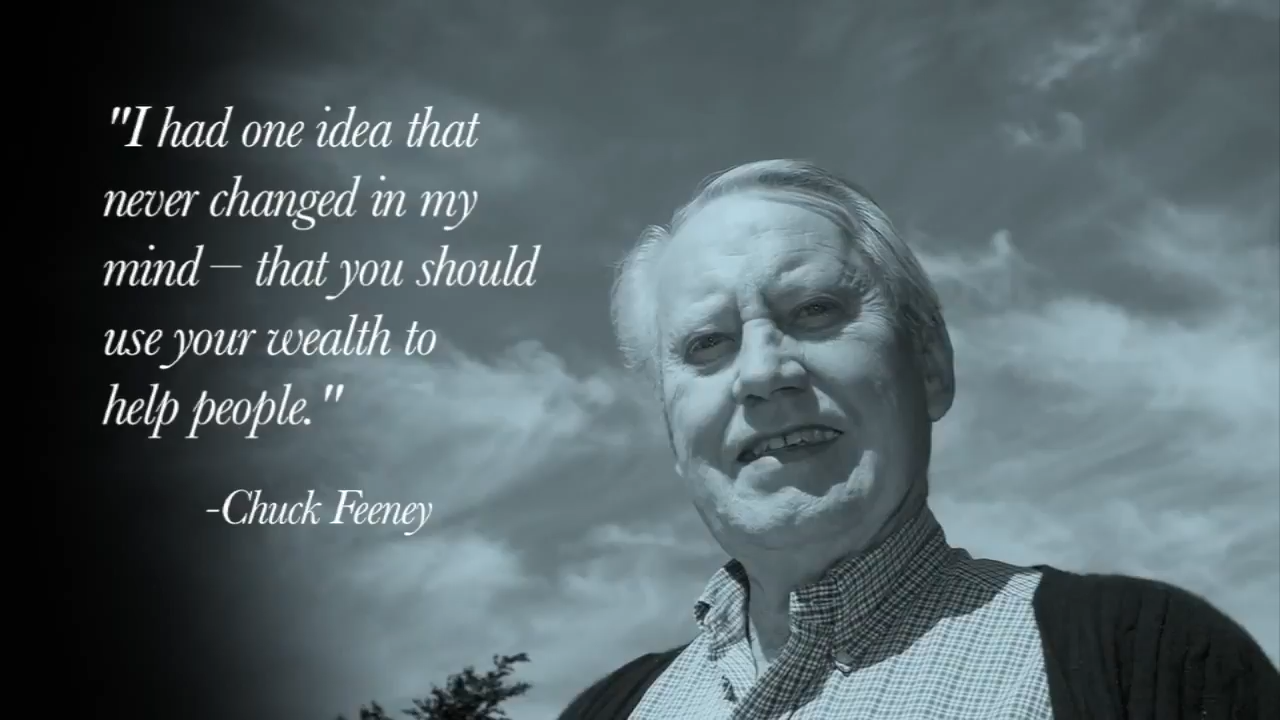 "I had one idea that
never changed in my
mind – that you should
use your wealth to
help people."
-Chuck Feeney